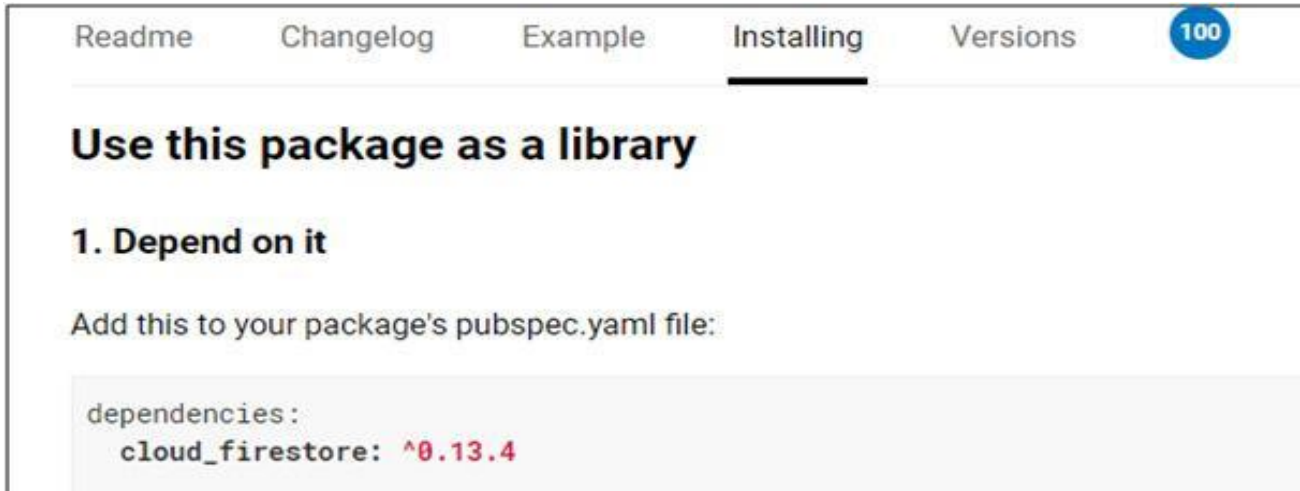 Readme Changelog Example Installing Versions 100
Use this package as a library
1. Depend on it
Add this to your package's pubspec.yaml file:
dependencies:
  cloud_firestore: ^0.13.4